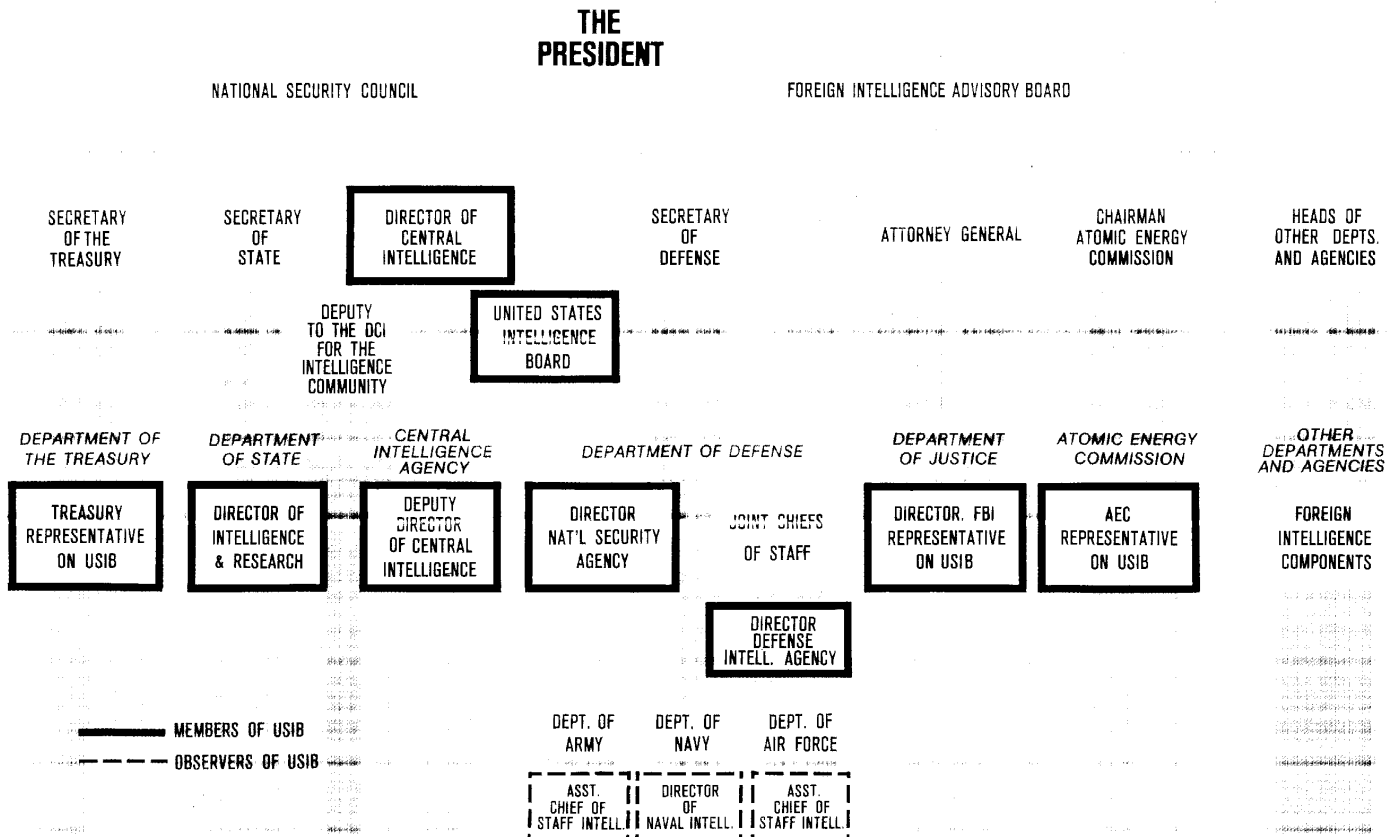 THE
PRESIDENT
NATIONAL SECURITY COUNCIL
FOREIGN INTELLIGENCE ADVISORY BOARD
SECRETARY
OF THE
TREASURY
SECRETARY
OF
STATE
DIRECTOR OF
CENTRAL
INTELLIGENCE
SECRETARY
OF
DEFENSE
ATTORNEY GENERAL
CHAIRMAN
ATOMIC ENERGY
COMMISSION
HEADS OF
OTHER DEPTS.
AND AGENCIES
DEPUTY
TO THE DCI
FOR THE
INTELLIGENCE
COMMUNITY
UNITED STATES
INTELLIGENCE
BOARD
DEPARTMENT OF
THE TREASURY
DEPARTMENT
OF STATE
CENTRAL
INTELLIGENCE
AGENCY
DEPARTMENT OF DEFENSE
DEPARTMENT
OF JUSTICE
ATOMIC ENERGY
COMMISSION
OTHER
DEPARTMENTS
AND AGENCIES
TREASURY
REPRESENTATIVE
ON USIB
DIRECTOR OF
INTELLIGENCE
& RESEARCH
DEPUTY
DIRECTOR
OF CENTRAL
INTELLIGENCE
DIRECTOR
NAT'L SECURITY
AGENCY
JOINT CHIEFS
OF STAFF
DIRECTOR, FBI
REPRESENTATIVE
ON USIB
AEC
REPRESENTATIVE
ON USIB
FOREIGN
INTELLIGENCE
COMPONENTS
DIRECTOR
DEFENSE
INTELL. AGENCY
MEMBERS OF USIB
OBSERVERS OF USIB
DEPT. OF
ARMY
DEPT. OF
NAVY
DEPT. OF
AIR FORCE
ASST.
CHIEF OF
STAFF INTELL.
DIRECTOR
OF
NAVAL INTELL.
ASST.
CHIEF OF
STAFF INTELL.